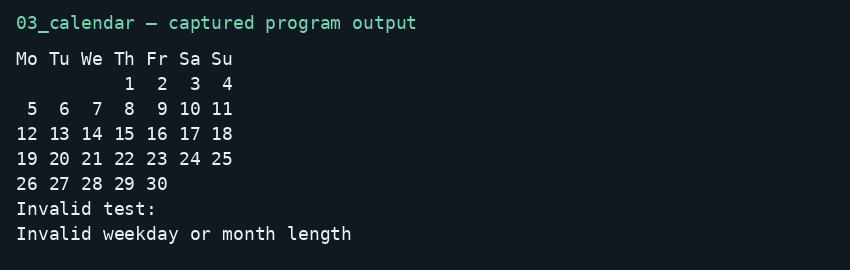 03_calendar — captured program output
Mo Tu We Th Fr Sa Su
          1  2  3  4
 5  6  7  8  9 10 11
12 13 14 15 16 17 18
19 20 21 22 23 24 25
26 27 28 29 30
Invalid test:
Invalid weekday or month length